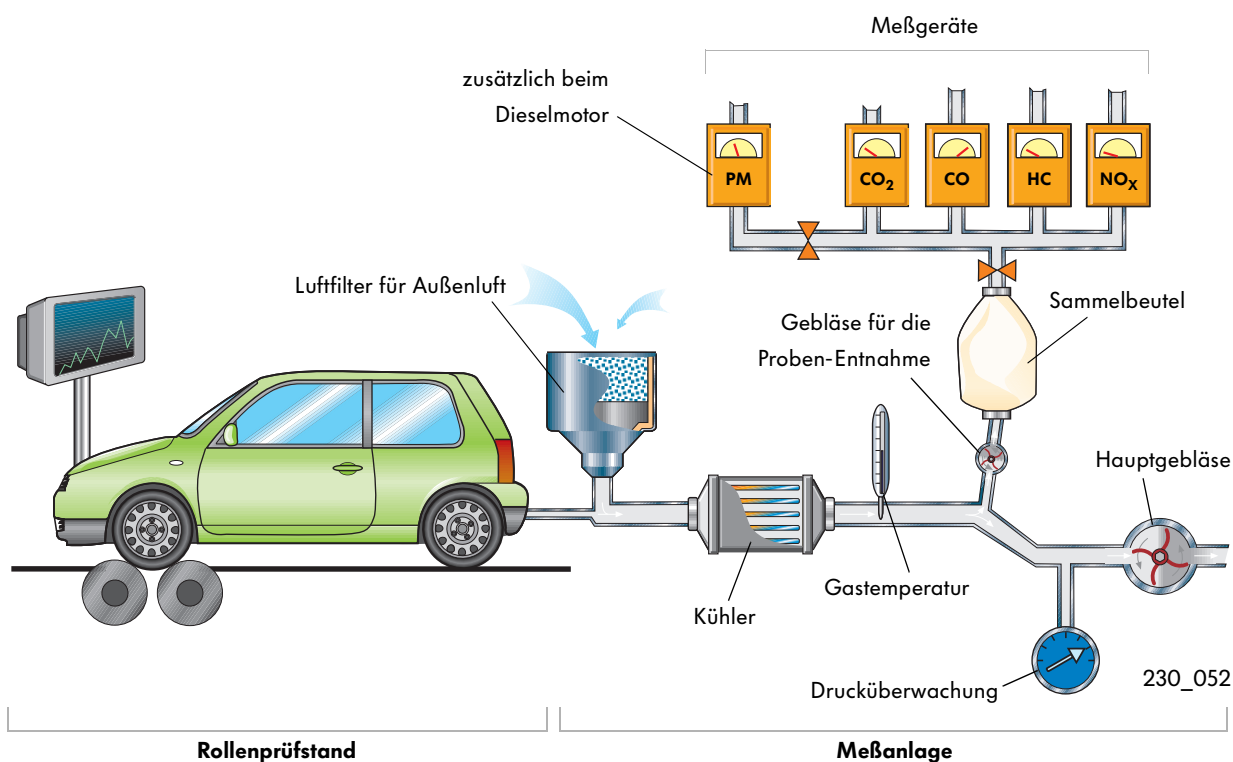 Meßgeräte
zusätzlich beim
Dieselmotor
PM
CO₂
CO
HC
NOₓ
Luftfilter für Außenluft
Sammelbeutel
Gebläse für die
Proben-Entnahme
Hauptgebläse
Gastemperatur
Kühler
Drucküberwachung
230_052
Rollenprüfstand
Meßanlage